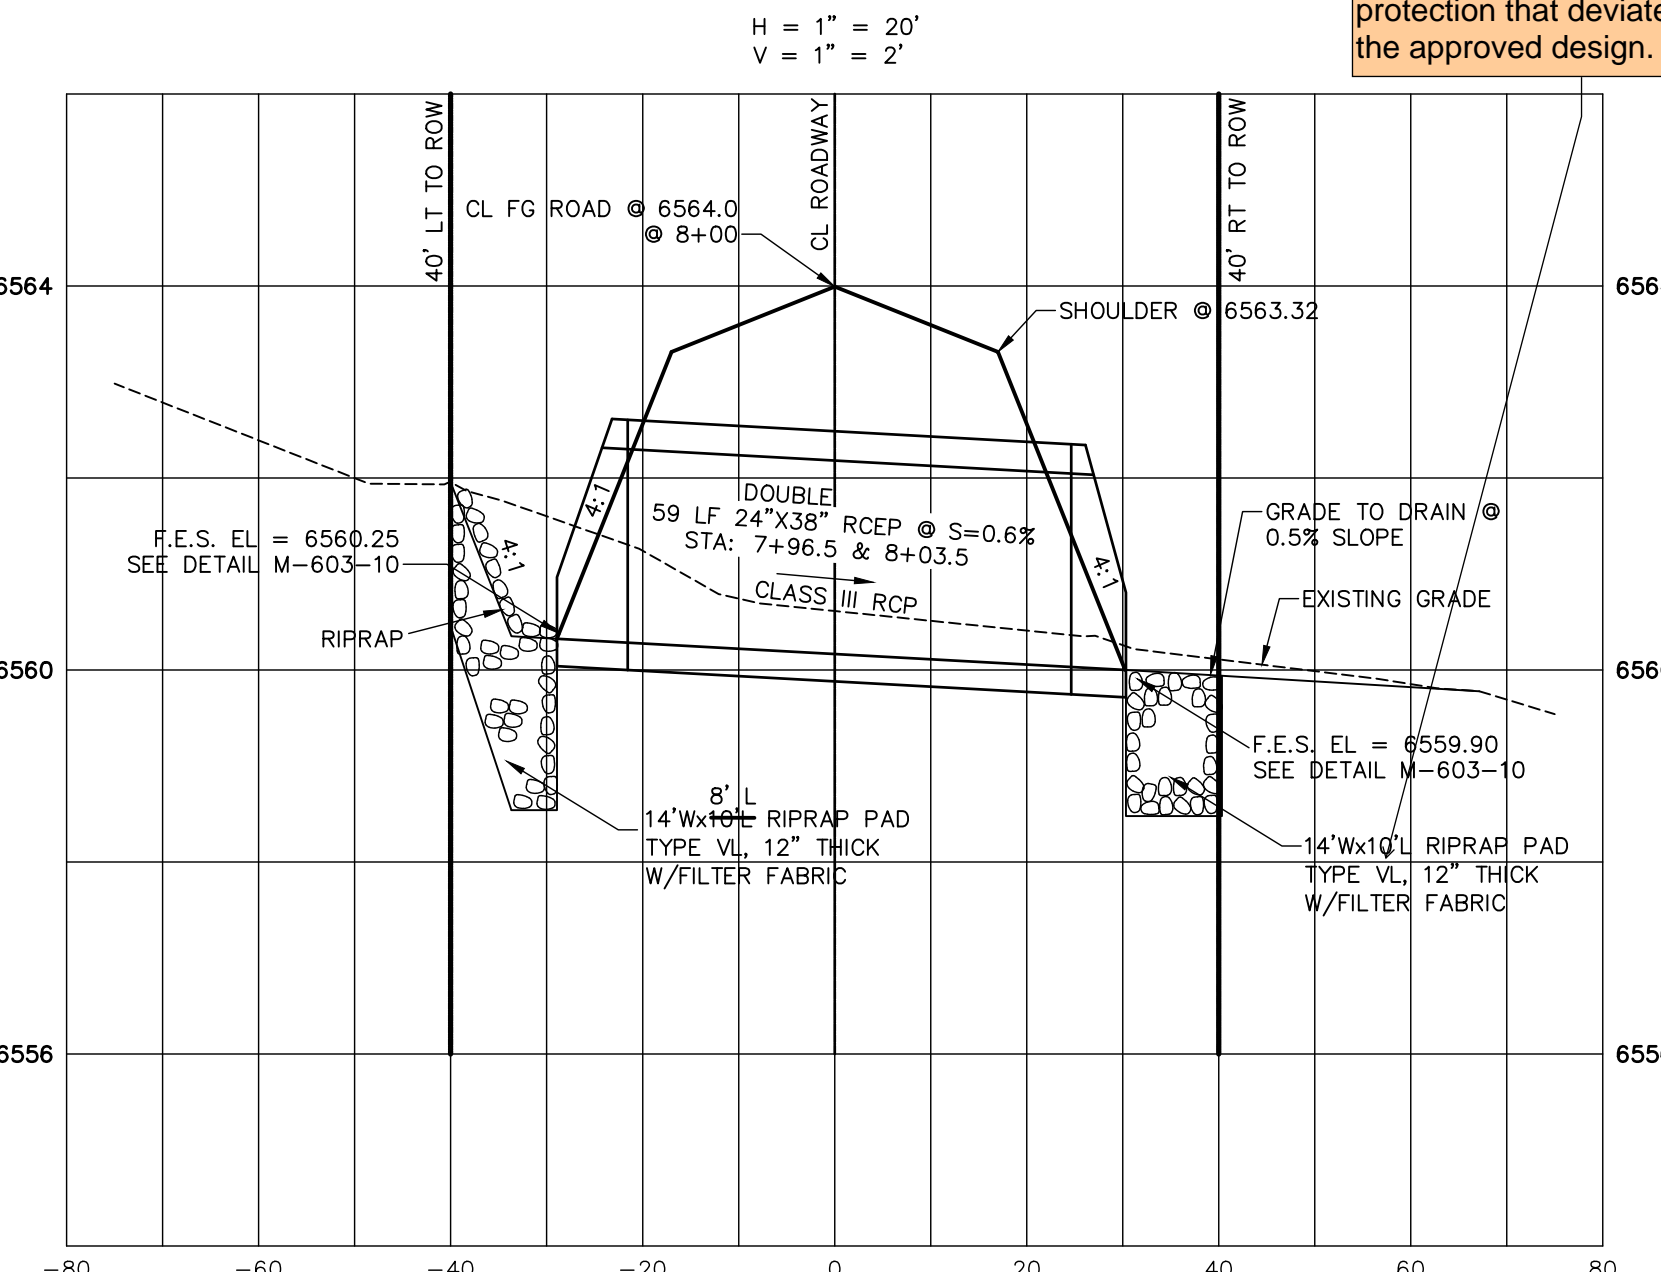 protection that deviate
the approved design.
H = 1" = 20'
V = 1" = 2'
40' LT TO ROW
CL ROADWAY
40' RT TO ROW
CL FG ROAD @ 6564.0
@ 8+00
6564
SHOULDER @ 6563.32
4:1
DOUBLE
59 LF 24"X38" RCEP @ S=0.6%
STA: 7+96.5 & 8+03.5
CLASS III RCP
4:1
4:1
GRADE TO DRAIN @
0.5% SLOPE
F.E.S. EL = 6560.25
SEE DETAIL M-603-10
EXISTING GRADE
RIPRAP
6560
F.E.S. EL = 6559.90
SEE DETAIL M-603-10
8' L
14'Wx10'L RIPRAP PAD
TYPE VL, 12" THICK
W/FILTER FABRIC
14'Wx10'L RIPRAP PAD
TYPE VL, 12" THICK
W/FILTER FABRIC
6556
-80 -60 -40 -20 0 20 40 60 80